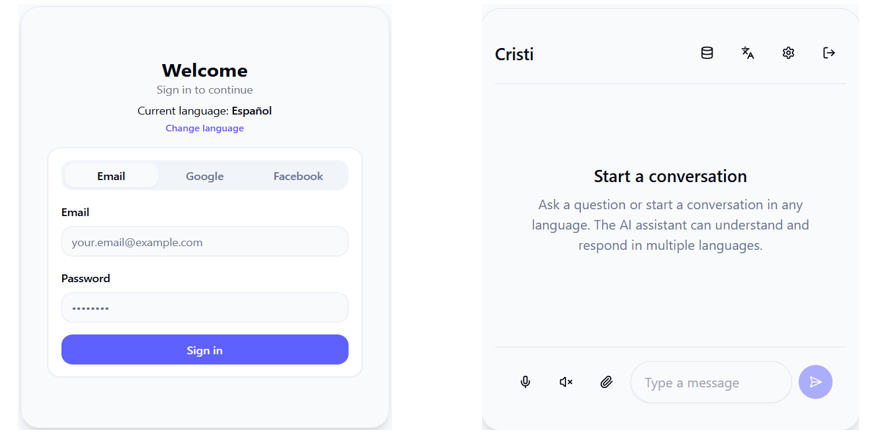 Welcome
Sign in to continue
Current language: Español
Change language
Email
Google
Facebook
Email
your.email@example.com
Password
Sign in
Cristi
Start a conversation
Ask a question or start a conversation in any
language. The AI assistant can understand and
respond in multiple languages.
Type a message